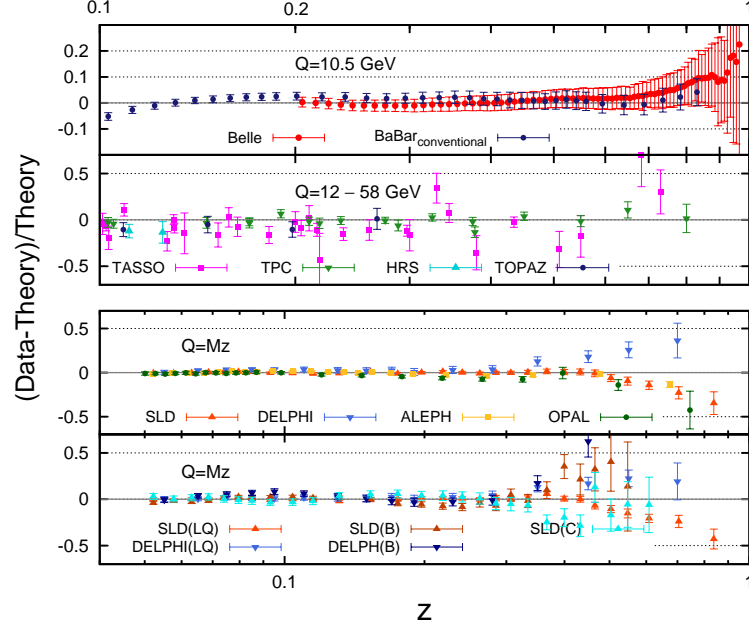 0.1 0.2 1
0.2
0.1
0
-0.1
Q=10.5 GeV
Belle BaBar conventional
0.5
0
-0.5
Q=12 – 58 GeV
TASSO TPC HRS TOPAZ
(Data-Theory)/Theory
0.5
0
-0.5
Q=Mz
SLD DELPHI ALEPH OPAL
0.5
0
-0.5
Q=Mz
SLD(LQ) SLD(B) SLD(C)
DELPHI(LQ) DELPH(B)
0.1 1
z